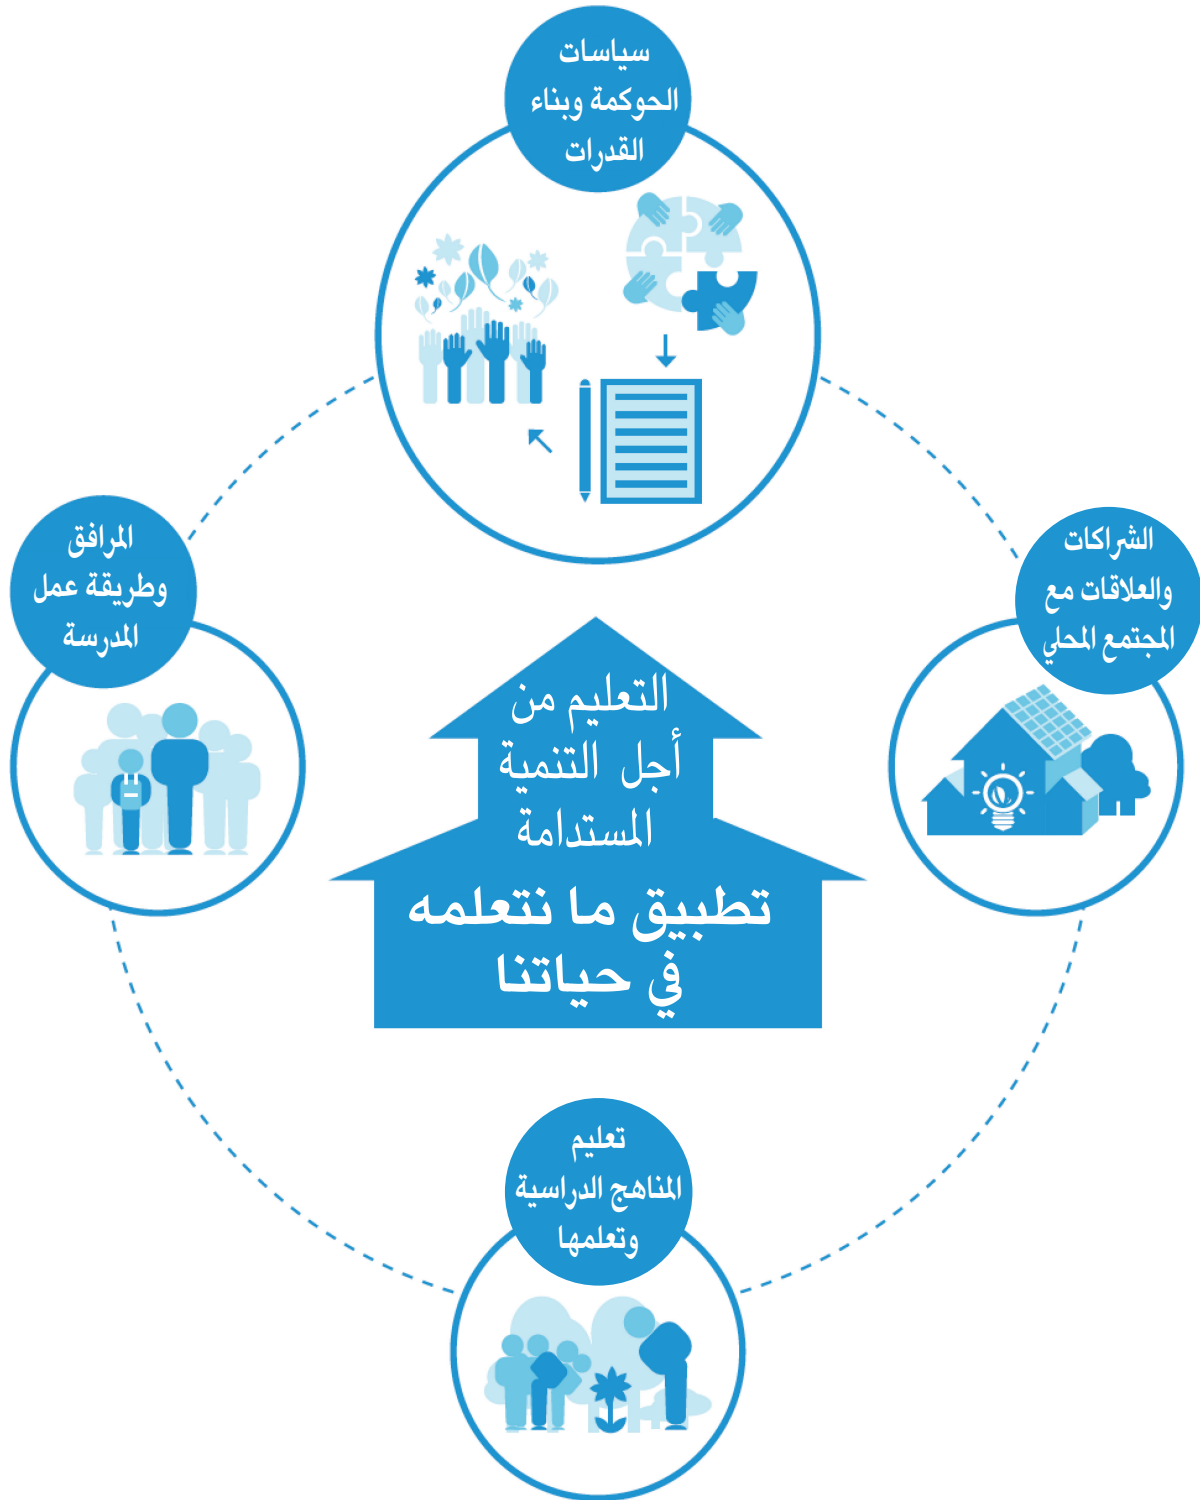 سياسات
الحوكمة وبناء
القدرات
الشراكات
والعلاقات مع
المجتمع المحلي
المرافق
وطريقة عمل
المدرسة
التعليم من
أجل التنمية
المستدامة
تطبيق ما نتعلمه
في حياتنا
تعليم
المناهج الدراسية
وتعلمها